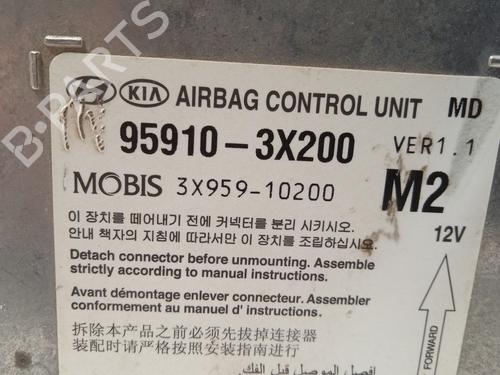 KIA AIRBAG CONTROL UNIT MD
95910-3X200 VER1.1
MOBIS 3X959-10200 M2
이 장치를 떼어내기 전에 커넥터를 분리 시키시오.
안내 책자의 지침에 따라서만 이 장치를 조립하십시오.
12V
Detach connector before unmounting. Assemble
strictly according to manual instructions.
Avant démontage enlever connecteur. Assembler
conformement au manuel d' instructions.
FORWARD
拆除本产品之前必须先拔掉连接器
装配时请严格按照安装指南进行
افصل الموصل قبل الفك.
B-PARTS